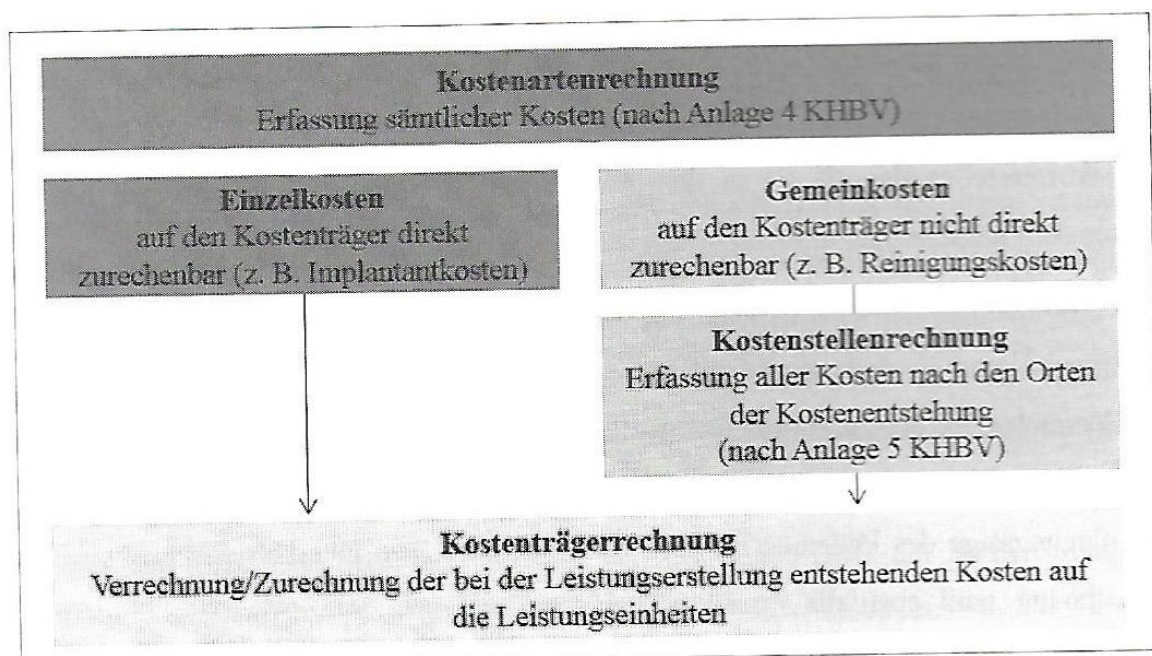 Kostenartenrechnung
Erfassung sämtlicher Kosten (nach Anlage 4 KHBV)
Einzelkosten
auf den Kostenträger direkt
zurechenbar (z. B. Implantantkosten)
Gemeinkosten
auf den Kostenträger nicht direkt
zurechenbar (z. B. Reinigungskosten)
Kostenstellenrechnung
Erfassung aller Kosten nach den Orten
der Kostenentstehung
(nach Anlage 5 KHBV)
Kostenträgerrechnung
Verrechnung/Zurechnung der bei der Leistungserstellung entstehenden Kosten auf
die Leistungseinheiten